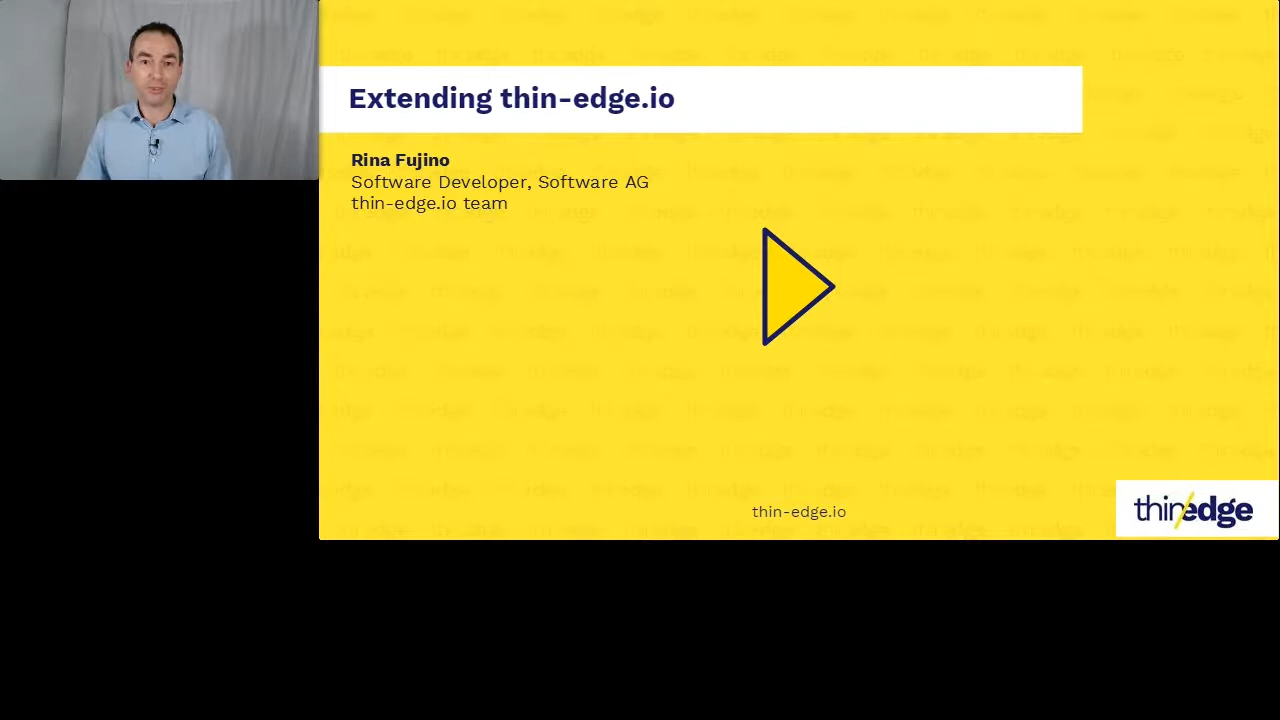 Extending thin-edge.io
Rina Fujino
Software Developer, Software AG
thin-edge.io team
thin-edge.io
thinedge